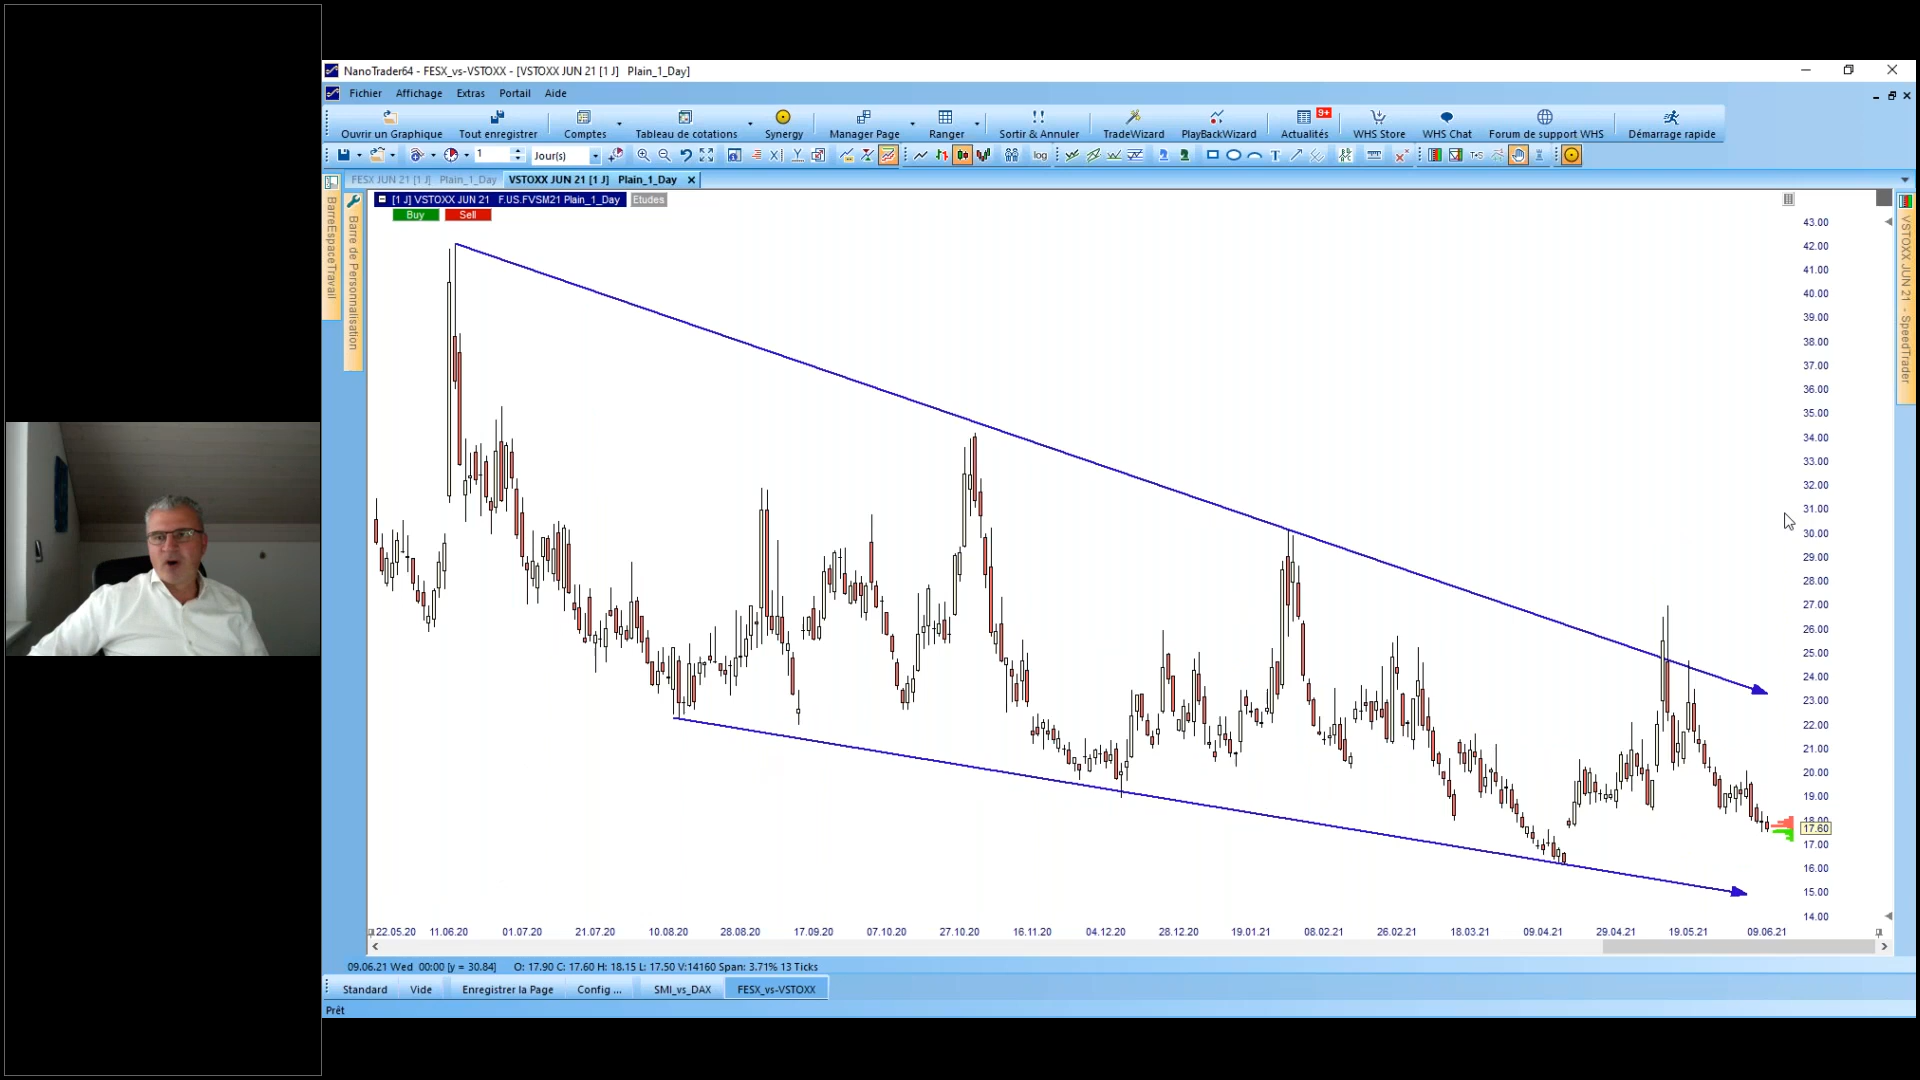 NanoTrader64 - FESX_vs-VSTOXX - [VSTOXX JUN 21 [1 J] Plain_1_Day]
Fichier Affichage Extras Portail Aide
Ouvrir un Graphique Tout enregistrer Comptes Tableau de cotations Synergy Manager Page Ranger Sortir & Annuler TradeWizard PlayBackWizard Actualités 9+ WHS Store WHS Chat Forum de support WHS Démarrage rapide
1 Jour(s) log
FESX JUN 21 [1 J] Plain_1_Day VSTOXX JUN 21 [1 J] Plain_1_Day
[1 J] VSTOXX JUN 21 F.US.FVSM21 Plain_1_Day Etudes
Buy Sell
BarreEspaceTravail
Barre de Personnalisation
VSTOXX JUN 21 - SpeedTrader
43.00
42.00
41.00
40.00
39.00
38.00
37.00
36.00
35.00
34.00
33.00
32.00
31.00
30.00
29.00
28.00
27.00
26.00
25.00
24.00
23.00
22.00
21.00
20.00
19.00
18.00
17.60
17.00
16.00
15.00
14.00
22.05.20 11.06.20 01.07.20 21.07.20 10.08.20 28.08.20 17.09.20 07.10.20 27.10.20 16.11.20 04.12.20 28.12.20 19.01.21 08.02.21 26.02.21 18.03.21 09.04.21 29.04.21 19.05.21 09.06.21
09.06.21 Wed 00:00 [y = 30.84] O: 17.90 C: 17.60 H: 18.15 L: 17.50 V:14160 Span: 3.71% 13 Ticks
Standard Vide Enregistrer la Page Config ... SMI_vs_DAX FESX_vs-VSTOXX
Prêt